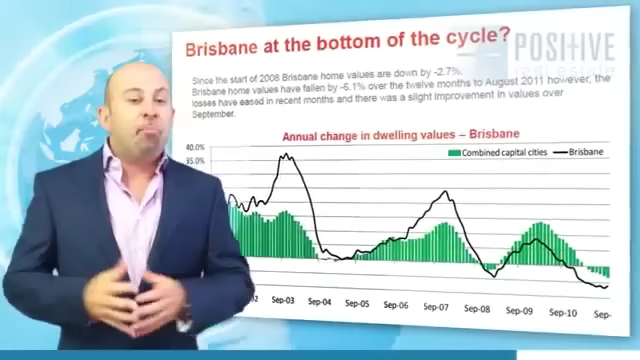 Brisbane at the bottom of the cycle?
POSITIVE
real estate
Since the start of 2008 Brisbane home values are down by -2.7%.
Brisbane home values have fallen by -6.1% over the twelve months to August 2011 however, the
losses have eased in recent months and there was a slight improvement in values over
September.
Annual change in dwelling values – Brisbane
40.0%
35.0%
Combined capital cities
Brisbane
02
Sep-03
Sep-04
Sep-05
Sep-06
Sep-07
Sep-08
Sep-09
Sep-10
Sep-